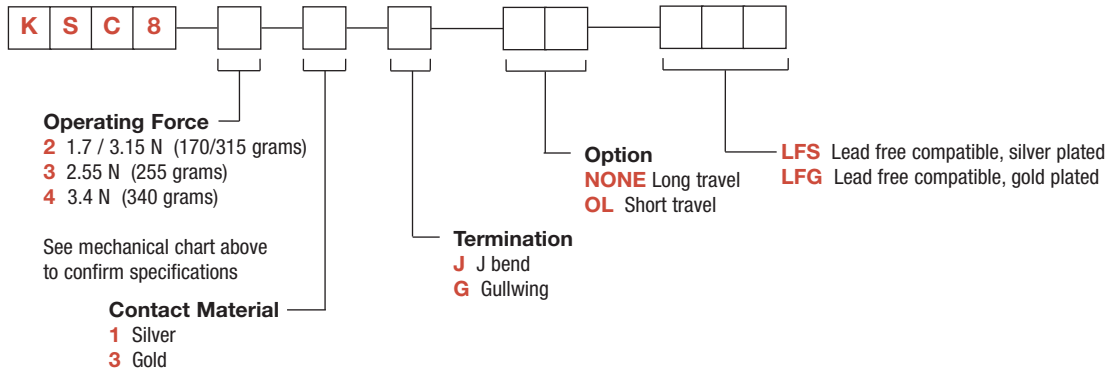 K S C 8
Operating Force
2 1.7 / 3.15 N (170/315 grams)
3 2.55 N (255 grams)
4 3.4 N (340 grams)
See mechanical chart above
to confirm specifications
Contact Material
1 Silver
3 Gold
Termination
J J bend
G Gullwing
Option
NONE Long travel
OL Short travel
LFS Lead free compatible, silver plated
LFG Lead free compatible, gold plated